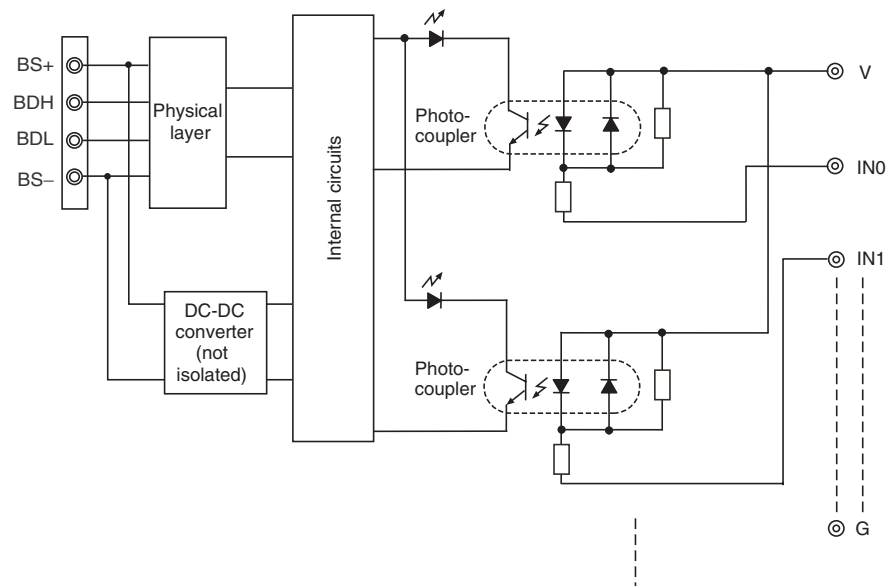 BS+
BDH
BDL
BS−
Physical
layer
DC-DC
converter
(not
isolated)
Internal circuits
Photo-
coupler
Photo-
coupler
V
IN0
IN1
G